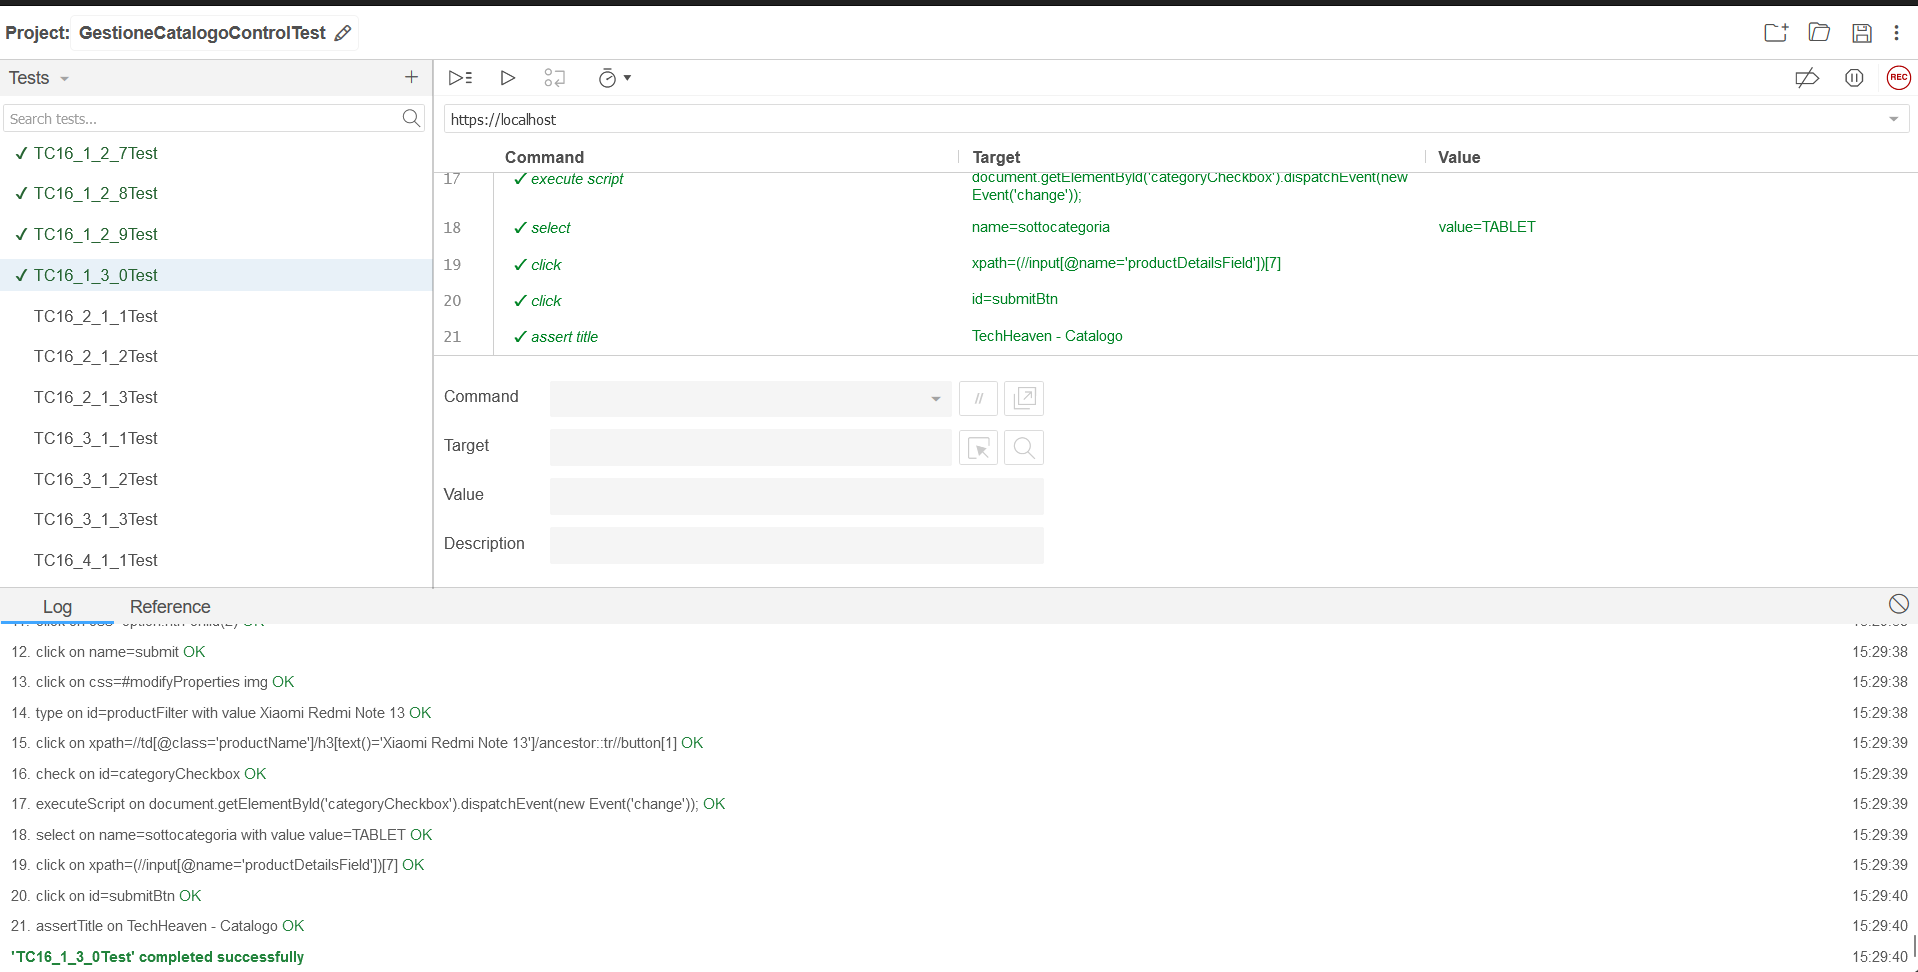 Project: GestioneCatalogoControlTest
Tests
Search tests...
✓ TC16_1_2_7Test
✓ TC16_1_2_8Test
✓ TC16_1_2_9Test
✓ TC16_1_3_0Test
TC16_2_1_1Test
TC16_2_1_2Test
TC16_2_1_3Test
TC16_3_1_1Test
TC16_3_1_2Test
TC16_3_1_3Test
TC16_4_1_1Test
REC
https://localhost
Command Target Value
17 ✓ execute script document.getElementById('categoryCheckbox').dispatchEvent(new
Event('change'));
18 ✓ select name=sottocategoria value=TABLET
19 ✓ click xpath=(//input[@name='productDetailsField'])[7]
20 ✓ click id=submitBtn
21 ✓ assert title TechHeaven - Catalogo
Command //
Target
Value
Description
Log Reference
12. click on name=submit OK 15:29:38
13. click on css=#modifyProperties img OK 15:29:38
14. type on id=productFilter with value Xiaomi Redmi Note 13 OK 15:29:38
15. click on xpath=//td[@class='productName']/h3[text()='Xiaomi Redmi Note 13']/ancestor::tr//button[1] OK 15:29:39
16. check on id=categoryCheckbox OK 15:29:39
17. executeScript on document.getElementById('categoryCheckbox').dispatchEvent(new Event('change')); OK 15:29:39
18. select on name=sottocategoria with value value=TABLET OK 15:29:39
19. click on xpath=(//input[@name='productDetailsField'])[7] OK 15:29:39
20. click on id=submitBtn OK 15:29:40
21. assertTitle on TechHeaven - Catalogo OK 15:29:40
'TC16_1_3_0Test' completed successfully 15:29:40